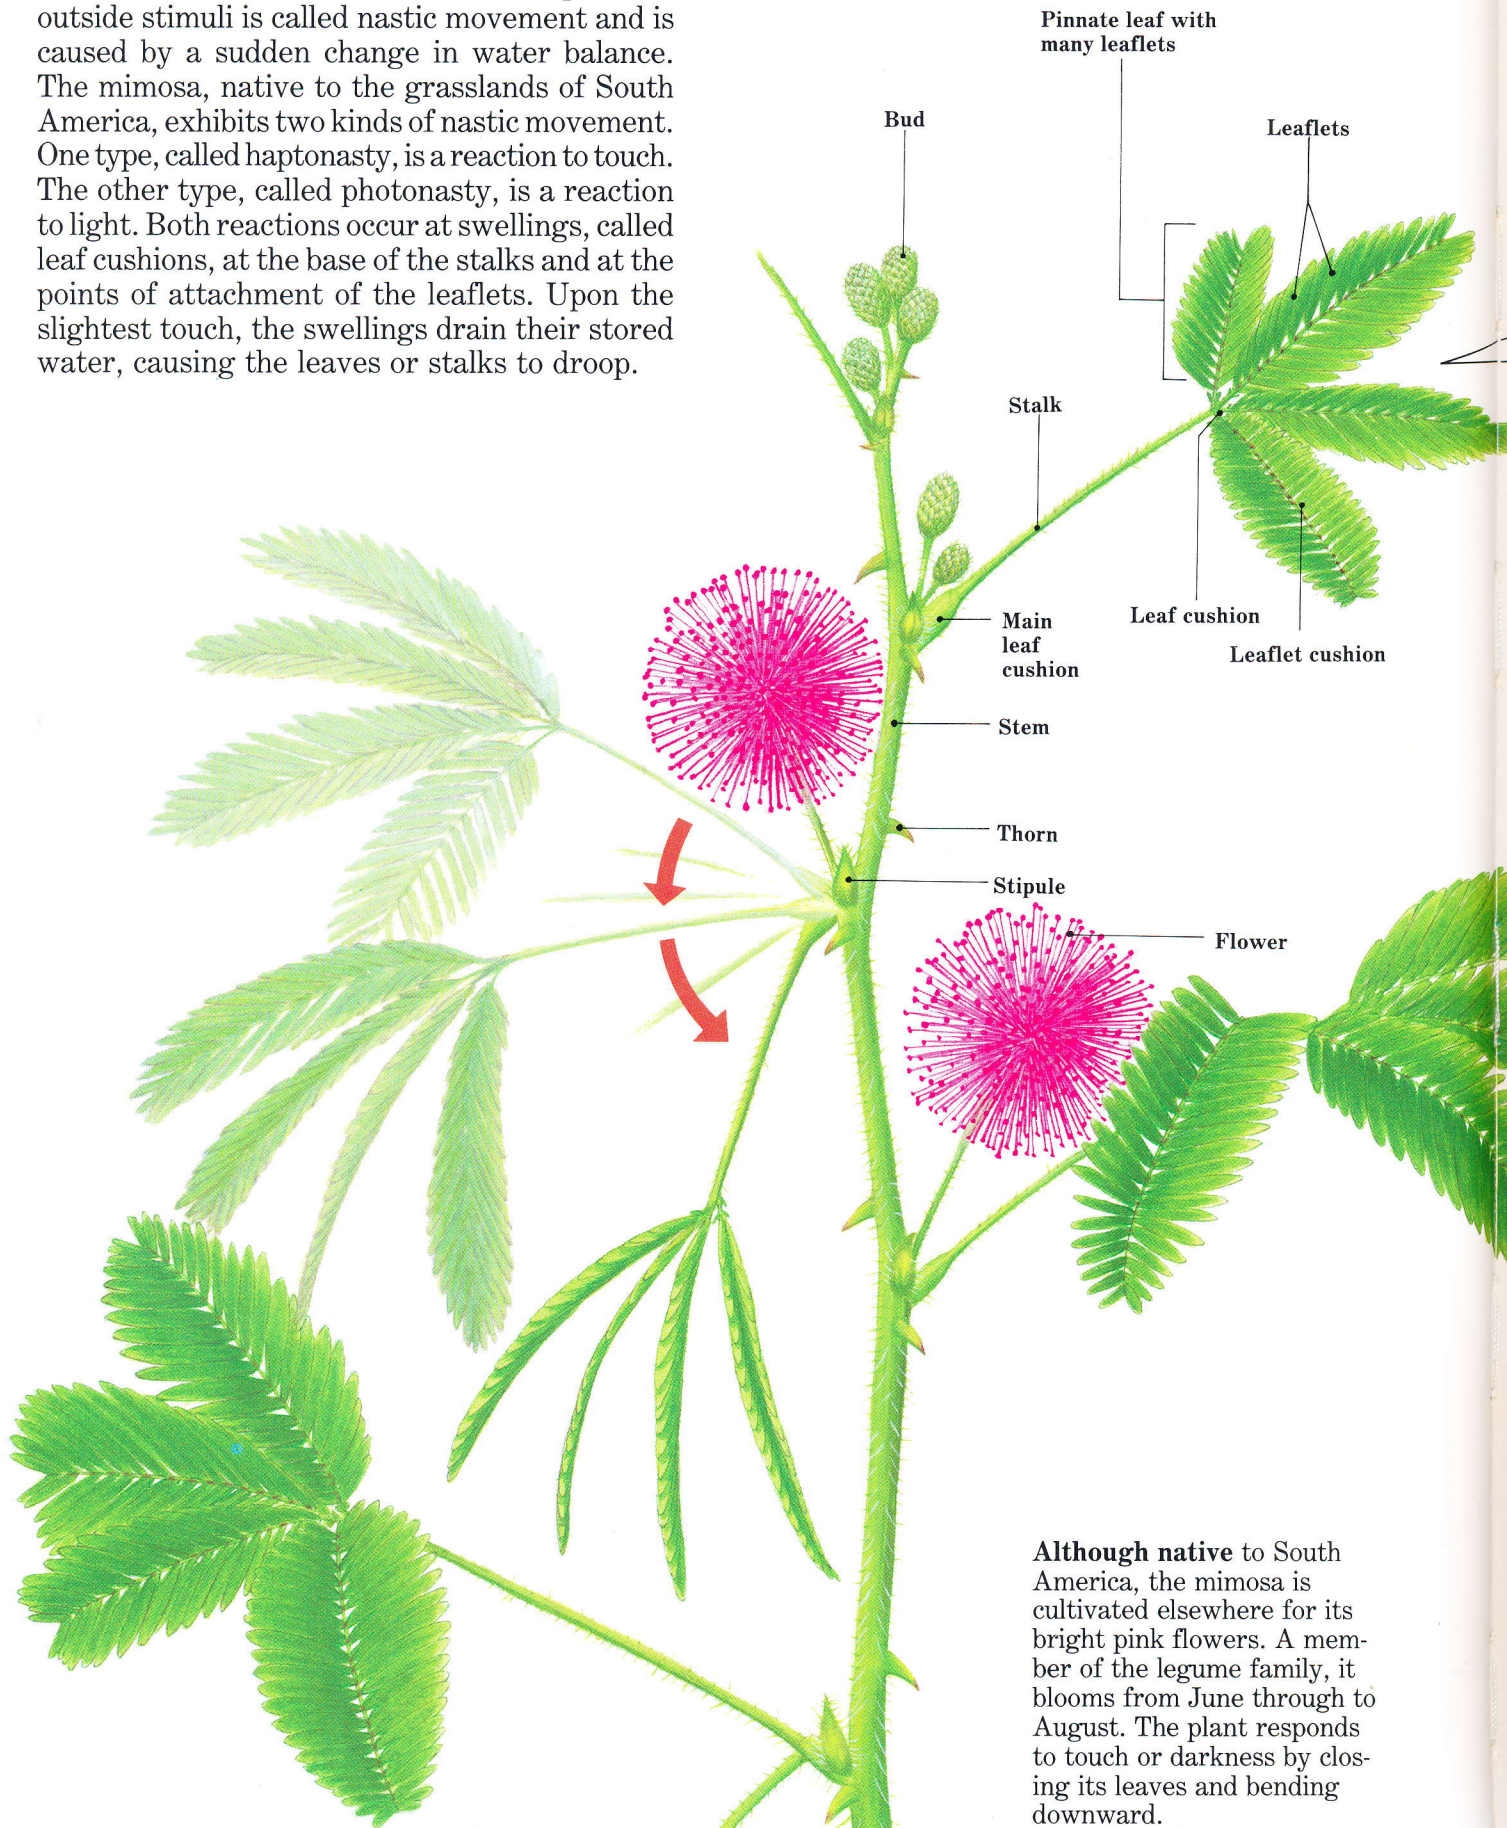 outside stimuli is called nastic movement and is
caused by a sudden change in water balance.
The mimosa, native to the grasslands of South
America, exhibits two kinds of nastic movement.
One type, called haptonasty, is a reaction to touch.
The other type, called photonasty, is a reaction
to light. Both reactions occur at swellings, called
leaf cushions, at the base of the stalks and at the
points of attachment of the leaflets. Upon the
slightest touch, the swellings drain their stored
water, causing the leaves or stalks to droop.
Pinnate leaf with
many leaflets
Bud
Leaflets
Stalk
Leaf cushion
Leaflet cushion
Main
leaf
cushion
Stem
Thorn
Stipule
Flower
Although native to South
America, the mimosa is
cultivated elsewhere for its
bright pink flowers. A mem-
ber of the legume family, it
blooms from June through to
August. The plant responds
to touch or darkness by clos-
ing its leaves and bending
downward.